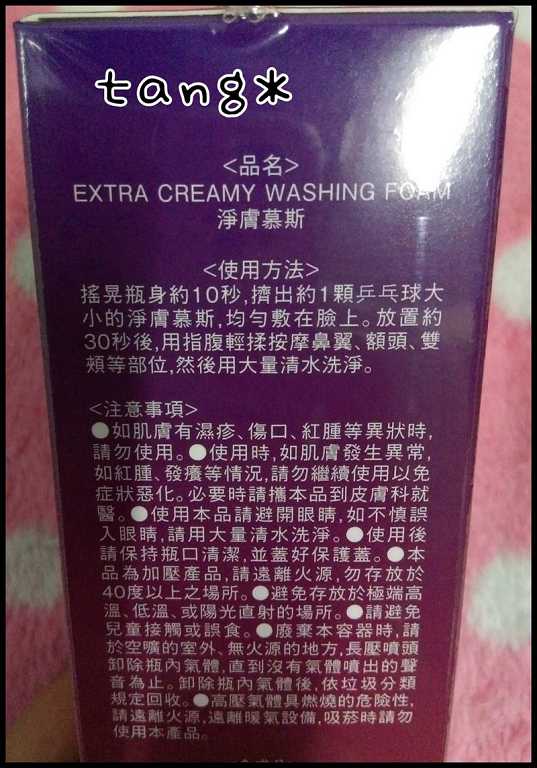 tang*
<品名>
EXTRA CREAMY WASHING FOAM
淨膚慕斯
<使用方法>
搖晃瓶身約10秒,擠出約1顆乒乓球大
小的淨膚慕斯,均勻敷在臉上。放置約
30秒後,用指腹輕揉按摩鼻翼、額頭、雙
頰等部位,然後用大量清水洗淨。
<注意事項>
●如肌膚有濕疹、傷口、紅腫等異狀時,
請勿使用。●使用時,如肌膚發生異常,
如紅腫、發癢等情況,請勿繼續使用以免
症狀惡化。必要時請攜本品到皮膚科就
醫。●使用本品請避開眼睛,如不慎誤
入眼睛,請用大量清水洗淨。●使用後
請保持瓶口清潔,並蓋好保護蓋。●本
品為加壓產品,請遠離火源,勿存放於
40度以上之場所。●避免存放於極端高
溫、低溫、或陽光直射的場所。●請避免
兒童接觸或誤食。●廢棄本容器時,請
於空曠的室外、無火源的地方,長壓噴頭
卸除瓶內氣體,直到沒有氣體噴出的聲
音為止。卸除瓶內氣體後,依垃圾分類
規定回收。●高壓氣體具燃燒的危險性,
請遠離火源,遠離暖氣設備,吸菸時請勿
使用本產品。